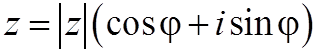 z = |z|(cosφ + i sinφ)